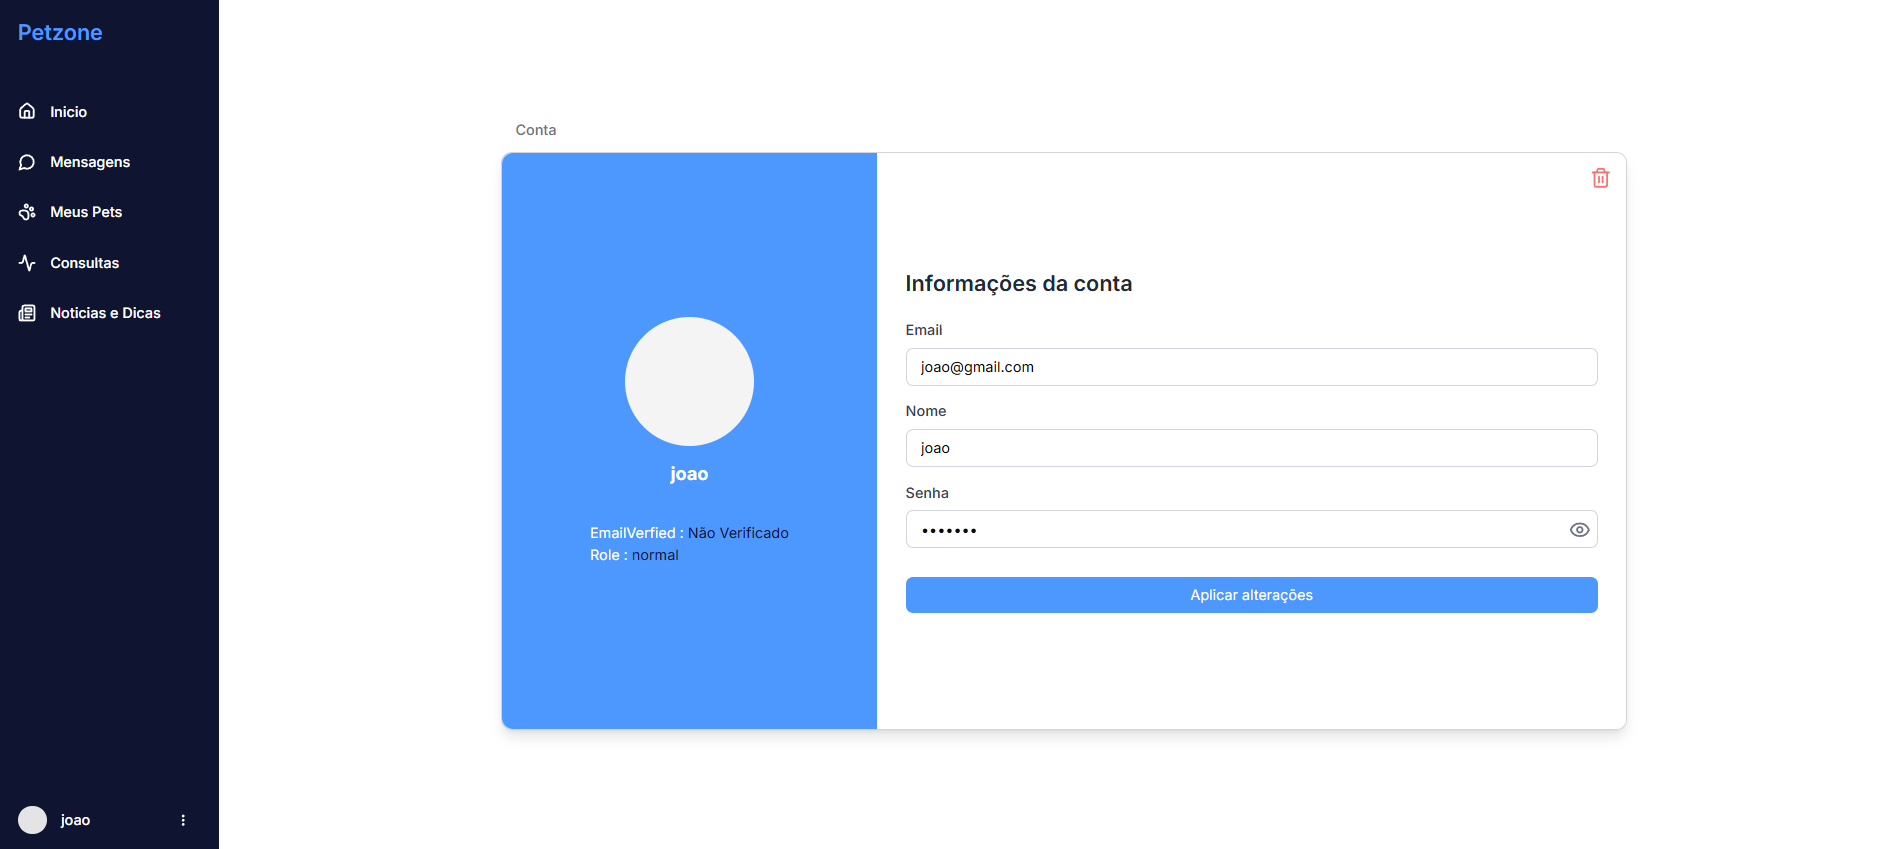 Petzone
Inicio
Mensagens
Meus Pets
Consultas
Noticias e Dicas
joao
Conta
joao
EmailVerfied : Não Verificado
Role : normal
Informações da conta
Email
joao@gmail.com
Nome
joao
Senha
•••••••
Aplicar alterações